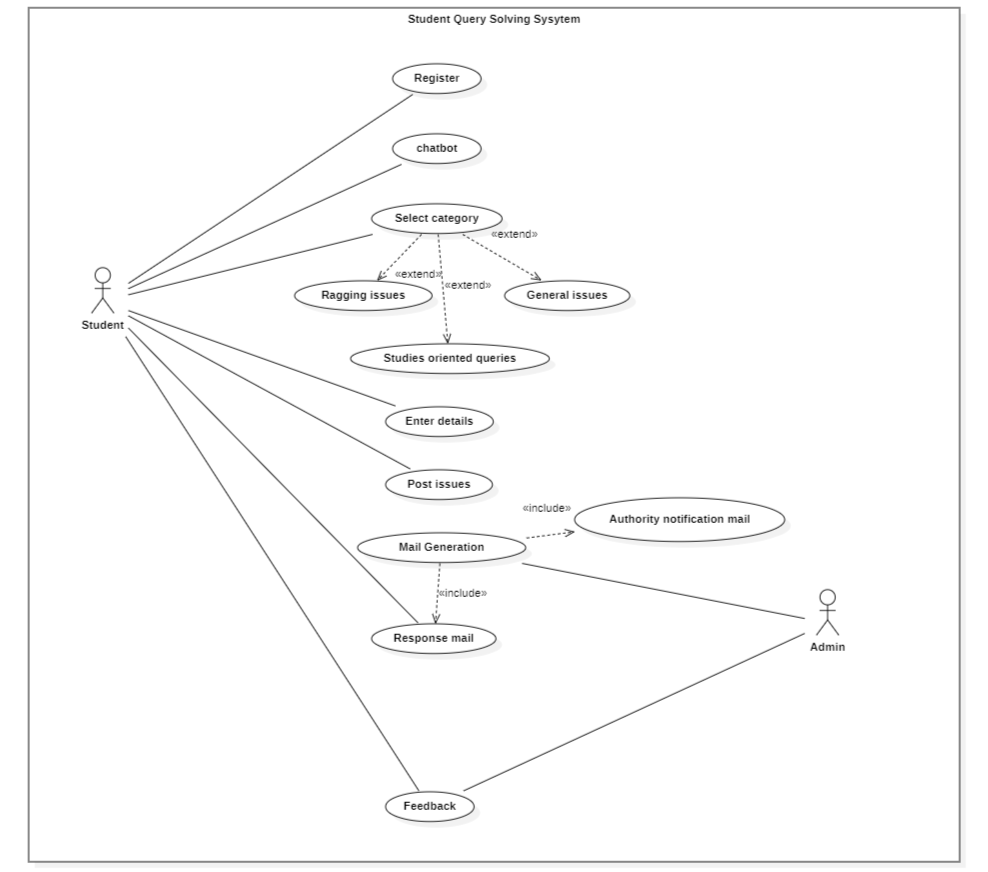 Student Query Solving Sysytem
Register
chatbot
Select category
«extend»
«extend»
«extend»
Ragging issues
General issues
Student
Studies oriented queries
Enter details
Post issues
«include»
Authority notification mail
Mail Generation
«include»
Response mail
Admin
Feedback